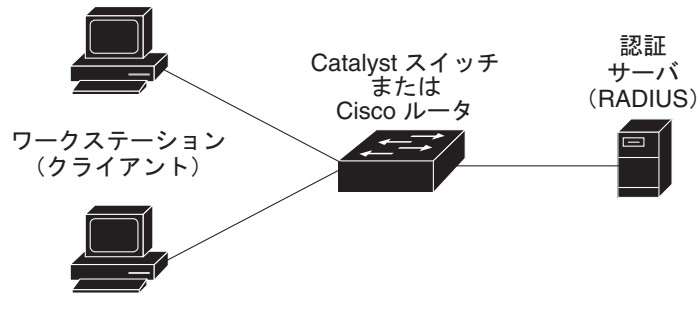 Catalyst スイッチ
または
Cisco ルータ
認証
サーバ
(RADIUS)
ワークステーション
(クライアント)